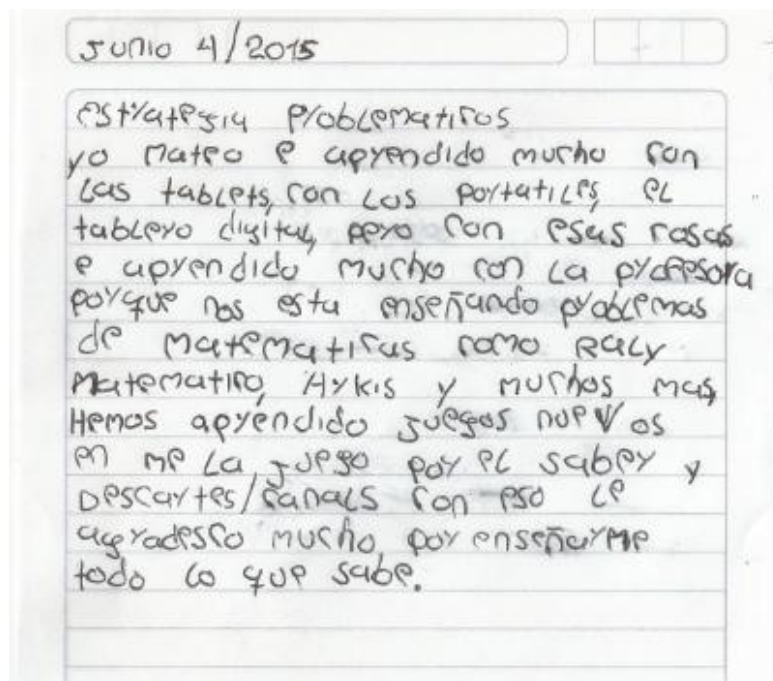 Junio 4/2015
estrategia problematicos
yo mateo e aprendido mucho con
las tablets, con los portatiles, el
tablero digital, pero con esas cosas
e aprendido mucho con la profesora
porque nos esta enseñando problemas
de matematicas como Raly
Matematico, Hykis y muchos mas,
Hemos aprendido juegos nuevos
en me la juego por el saber y
Descartes/canals con eso le
agradesco mucho por enseñarme
todo lo que sabe.